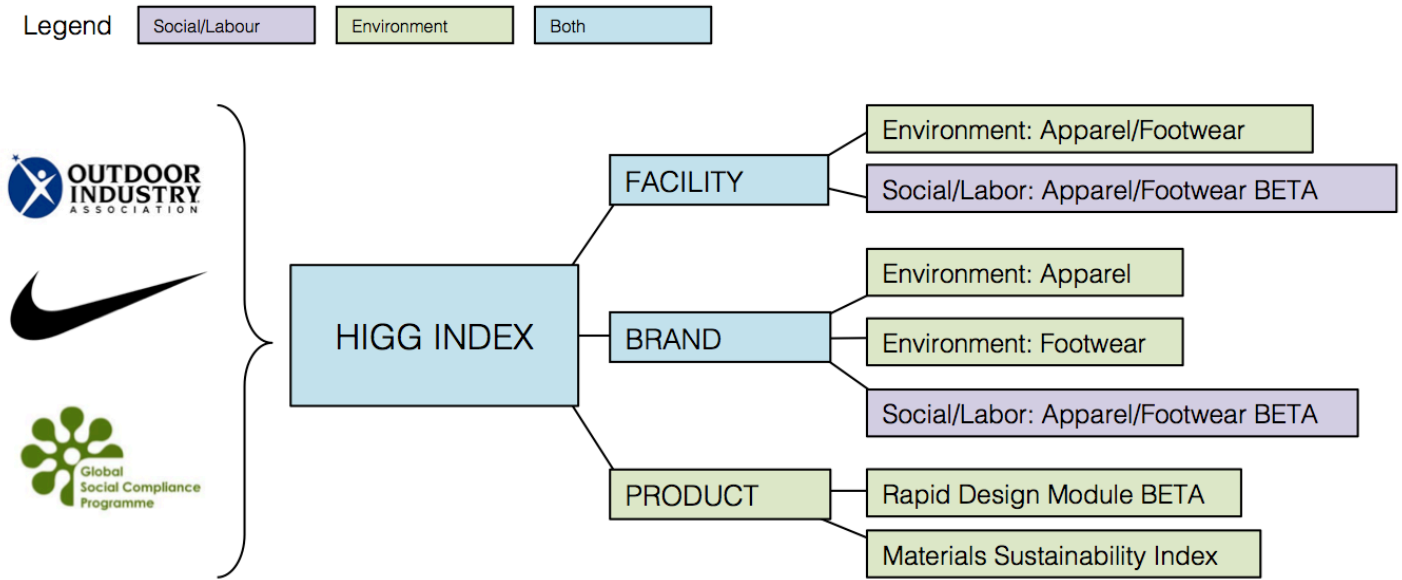 Legend
Social/Labour
Environment
Both
OUTDOOR
INDUSTRY
ASSOCIATION
Global
Social Compliance
Programme
HIGG INDEX
FACILITY
Environment: Apparel/Footwear
Social/Labor: Apparel/Footwear BETA
BRAND
Environment: Apparel
Environment: Footwear
Social/Labor: Apparel/Footwear BETA
PRODUCT
Rapid Design Module BETA
Materials Sustainability Index